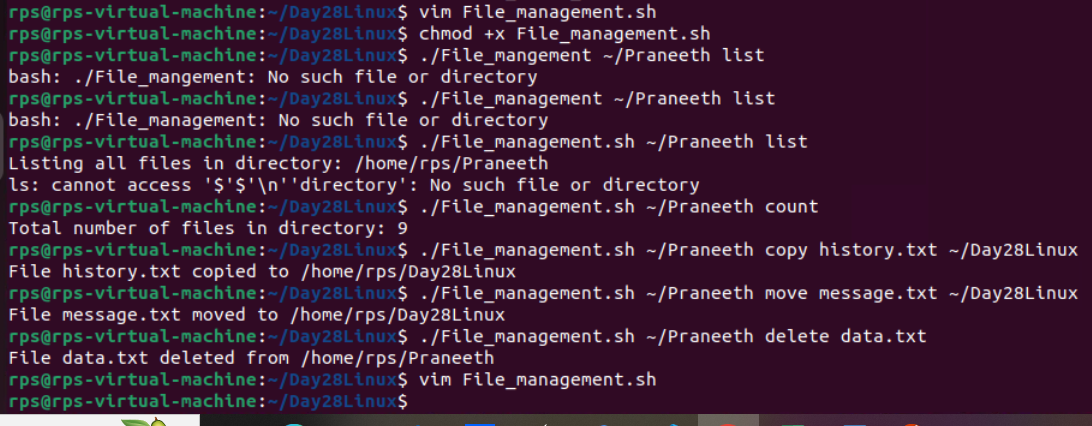 rps@rps-virtual-machine:~/Day28Linux$ vim File_management.sh
rps@rps-virtual-machine:~/Day28Linux$ chmod +x File_management.sh
rps@rps-virtual-machine:~/Day28Linux$ ./File_mangement ~/Praneeth list
bash: ./File_mangement: No such file or directory
rps@rps-virtual-machine:~/Day28Linux$ ./File_management ~/Praneeth list
bash: ./File_management: No such file or directory
rps@rps-virtual-machine:~/Day28Linux$ ./File_management.sh ~/Praneeth list
Listing all files in directory: /home/rps/Praneeth
ls: cannot access '$'$'\n''directory': No such file or directory
rps@rps-virtual-machine:~/Day28Linux$ ./File_management.sh ~/Praneeth count
Total number of files in directory: 9
rps@rps-virtual-machine:~/Day28Linux$ ./File_management.sh ~/Praneeth copy history.txt ~/Day28Linux
File history.txt copied to /home/rps/Day28Linux
rps@rps-virtual-machine:~/Day28Linux$ ./File_management.sh ~/Praneeth move message.txt ~/Day28Linux
File message.txt moved to /home/rps/Day28Linux
rps@rps-virtual-machine:~/Day28Linux$ ./File_management.sh ~/Praneeth delete data.txt
File data.txt deleted from /home/rps/Praneeth
rps@rps-virtual-machine:~/Day28Linux$ vim File_management.sh
rps@rps-virtual-machine:~/Day28Linux$